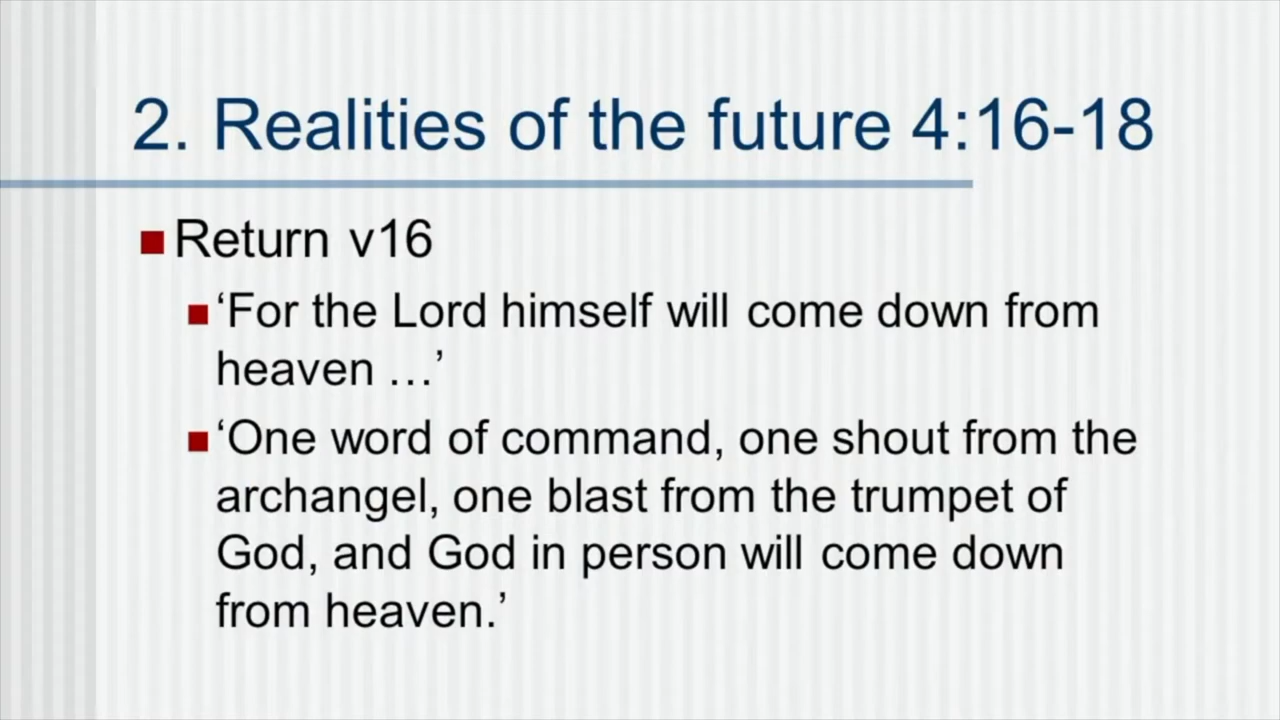 2. Realities of the future 4:16-18
Return v16
‘For the Lord himself will come down from
heaven …’
‘One word of command, one shout from the
archangel, one blast from the trumpet of
God, and God in person will come down
from heaven.’